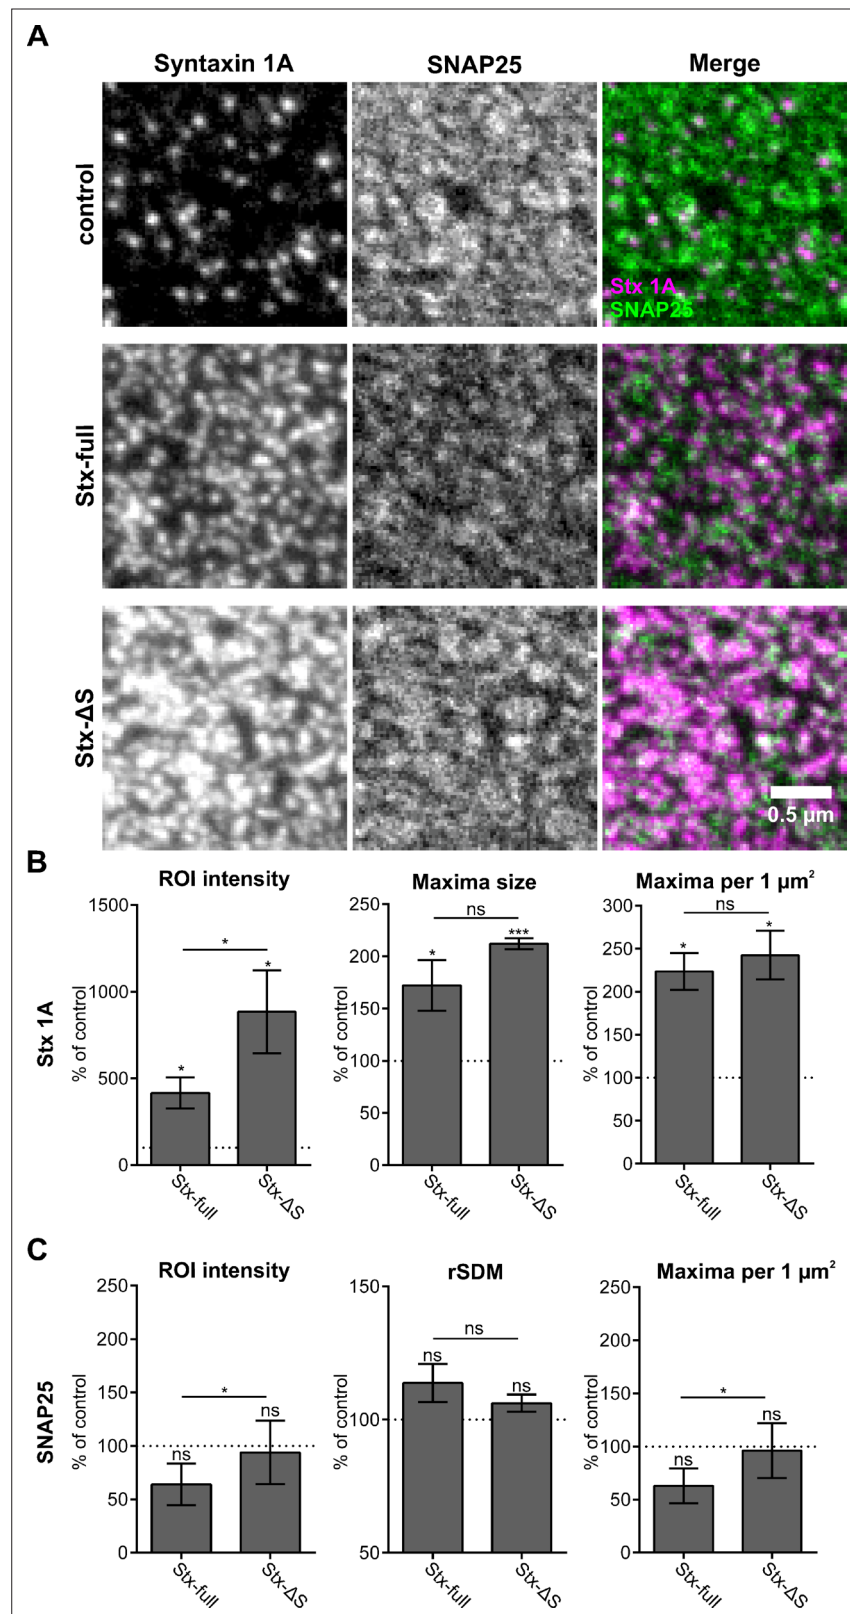 A
Syntaxin 1A
SNAP25
Merge
control
Stx 1A
SNAP25
Stx-full
Stx-ΔS
0.5 µm
B
ROI intensity
Maxima size
Maxima per 1 µm²
Stx 1A
% of control
1500
1000
500
0
*
*
*
Stx-full
Stx-ΔS
% of control
250
200
150
100
50
0
ns
*
***
Stx-full
Stx-ΔS
% of control
300
250
200
150
100
50
0
ns
*
*
Stx-full
Stx-ΔS
C
ROI intensity
rSDM
Maxima per 1 µm²
SNAP25
% of control
250
200
150
100
50
0
*
ns
ns
Stx-full
Stx-ΔS
% of control
150
100
50
ns
ns
ns
Stx-full
Stx-ΔS
% of control
250
200
150
100
50
0
*
ns
ns
Stx-full
Stx-ΔS